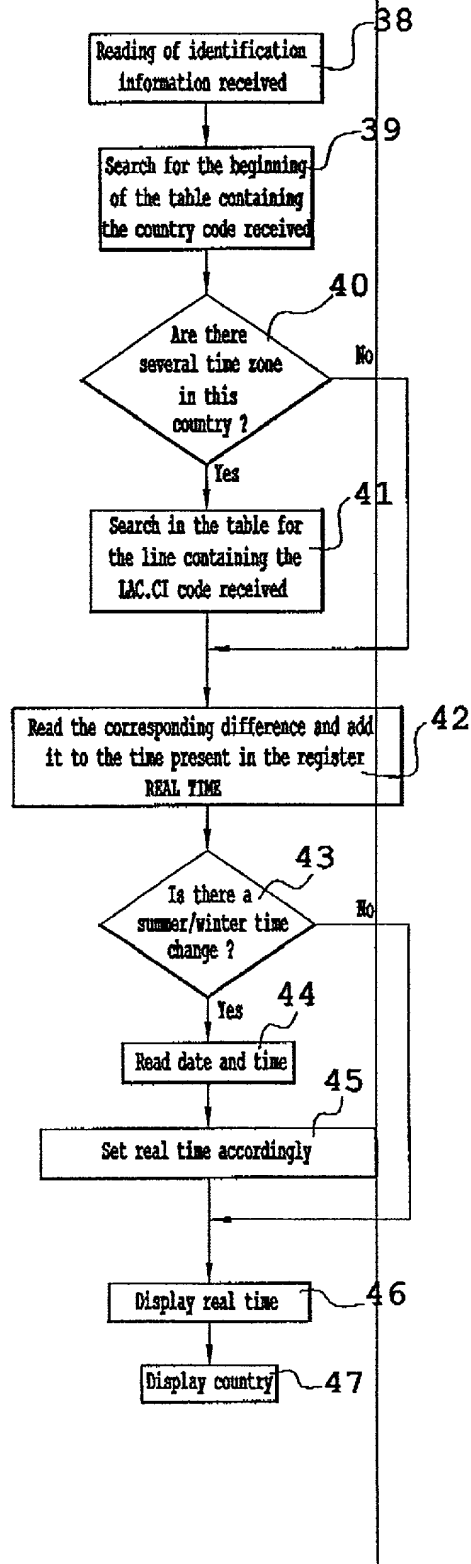 38
Reading of identification
information received
39
Search for the beginning
of the table containing
the country code received
40
Are there
several time zone
in this
country ?
No
Yes
41
Search in the table for
the line containing the
LAC.CI code received
42
Read the corresponding difference and add
it to the time present in the register
REAL TIME
43
Is there a
summer/winter time
change ?
No
Yes
44
Read date and time
45
Set real time accordingly
46
Display real time
Display country
47